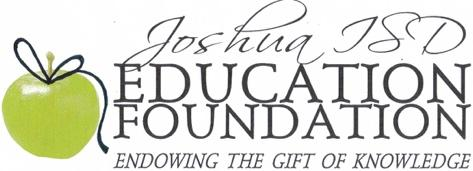 Joshua ISD
EDUCATION
FOUNDATION
ENDOWING THE GIFT OF KNOWLEDGE